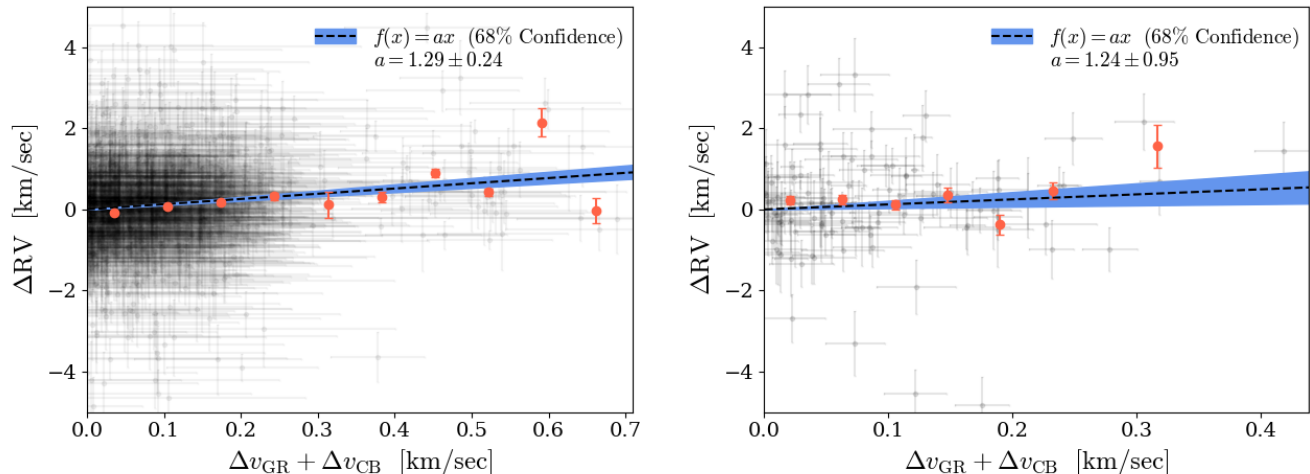 4
2
0
−2
−4
ΔRV [km/sec]
0.0 0.1 0.2 0.3 0.4 0.5 0.6 0.7
Δv_GR + Δv_CB [km/sec]
f(x) = ax (68% Confidence)
a = 1.29 ± 0.24
4
2
0
−2
−4
ΔRV [km/sec]
0.0 0.1 0.2 0.3 0.4
Δv_GR + Δv_CB [km/sec]
f(x) = ax (68% Confidence)
a = 1.24 ± 0.95